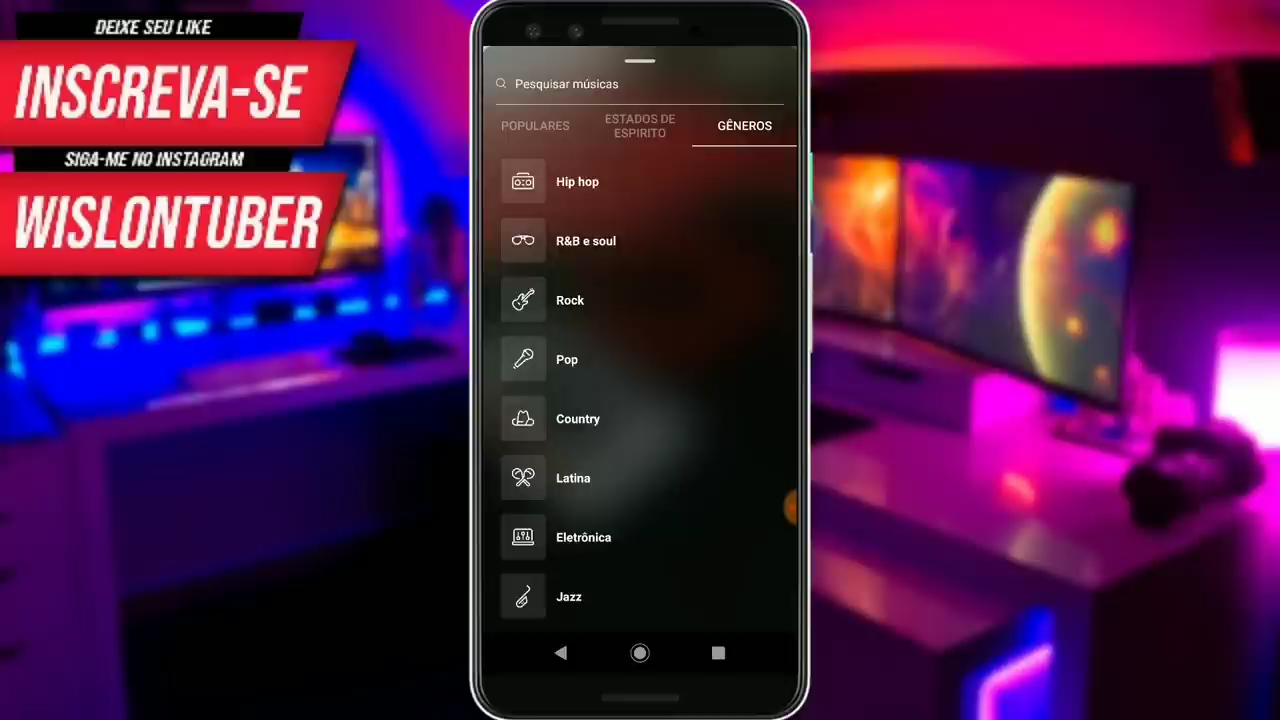 DEIXE SEU LIKE
INSCREVA-SE
SIGA-ME NO INSTAGRAM
WISLONTUBER
Pesquisar músicas
POPULARES
ESTADOS DE
ESPIRITO
GÊNEROS
Hip hop
R&B e soul
Rock
Pop
Country
Latina
Eletrônica
Jazz